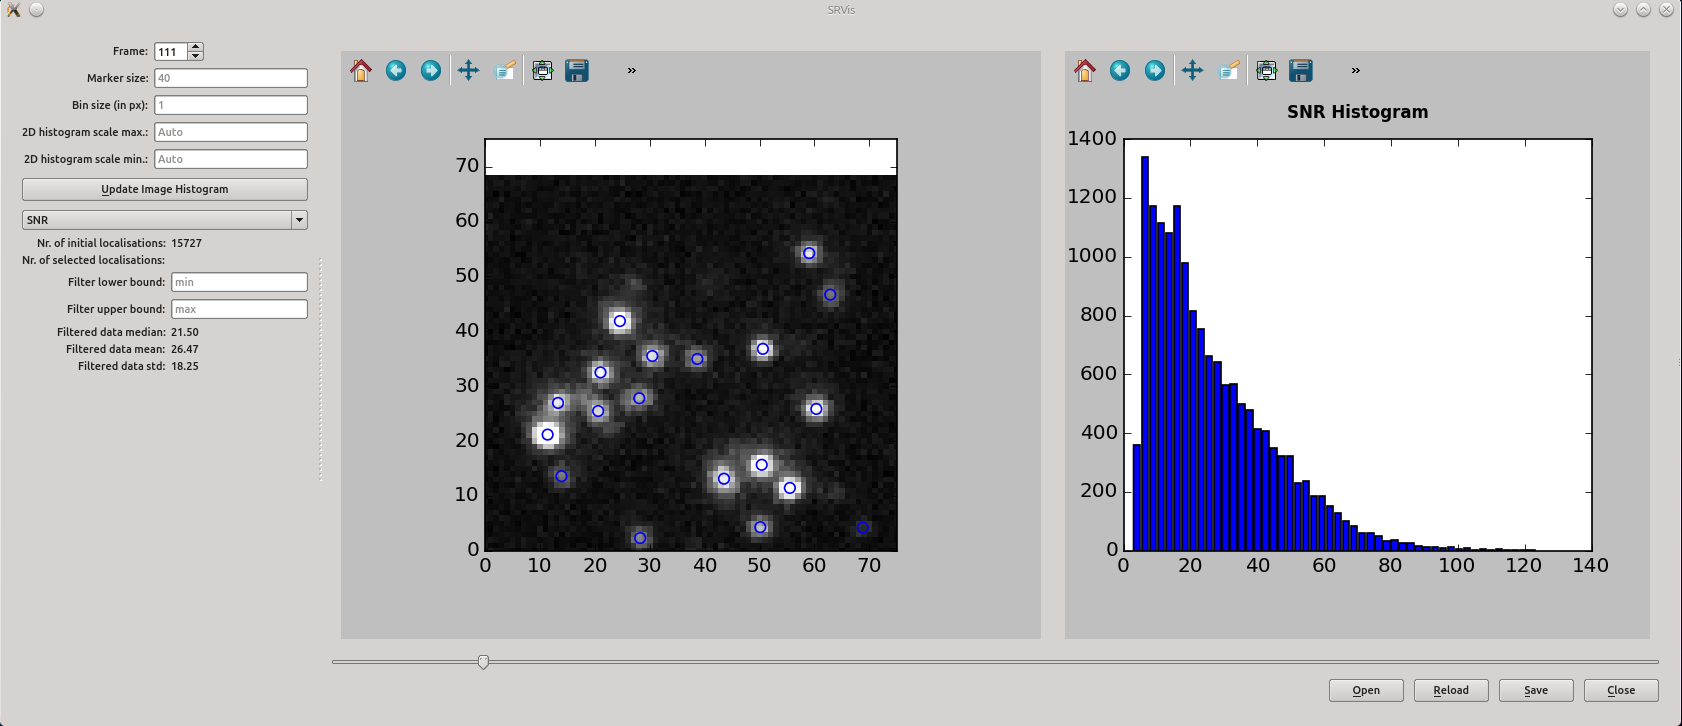 SRVis
Frame: 111
Marker size: 40
Bin size (in px): 1
2D histogram scale max.: Auto
2D histogram scale min.: Auto
Update Image Histogram
SNR
Nr. of initial localisations: 15727
Nr. of selected localisations:
Filter lower bound: min
Filter upper bound: max
Filtered data median: 21.50
Filtered data mean: 26.47
Filtered data std: 18.25
»
70
60
50
40
30
20
10
0
0 10 20 30 40 50 60 70
»
SNR Histogram
1400
1200
1000
800
600
400
200
0
0 20 40 60 80 100 120 140
Open Reload Save Close